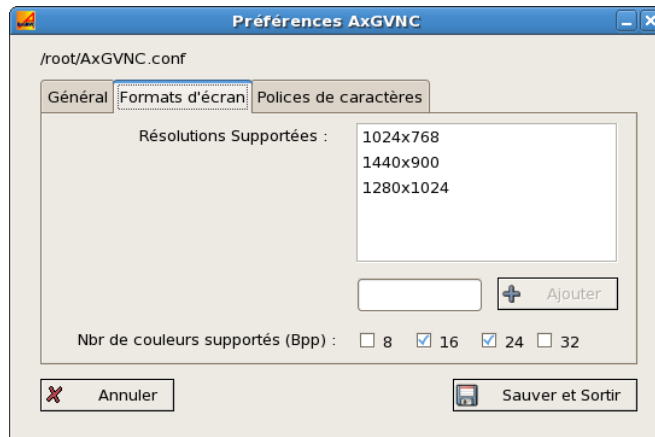 Préférences AxGVNC
/root/AxGVNC.conf
Général Formats d'écran Polices de caractères
Résolutions Supportées : 1024x768
1440x900
1280x1024
Ajouter
Nbr de couleurs supportés (Bpp) : 8 16 24 32
Annuler Sauver et Sortir